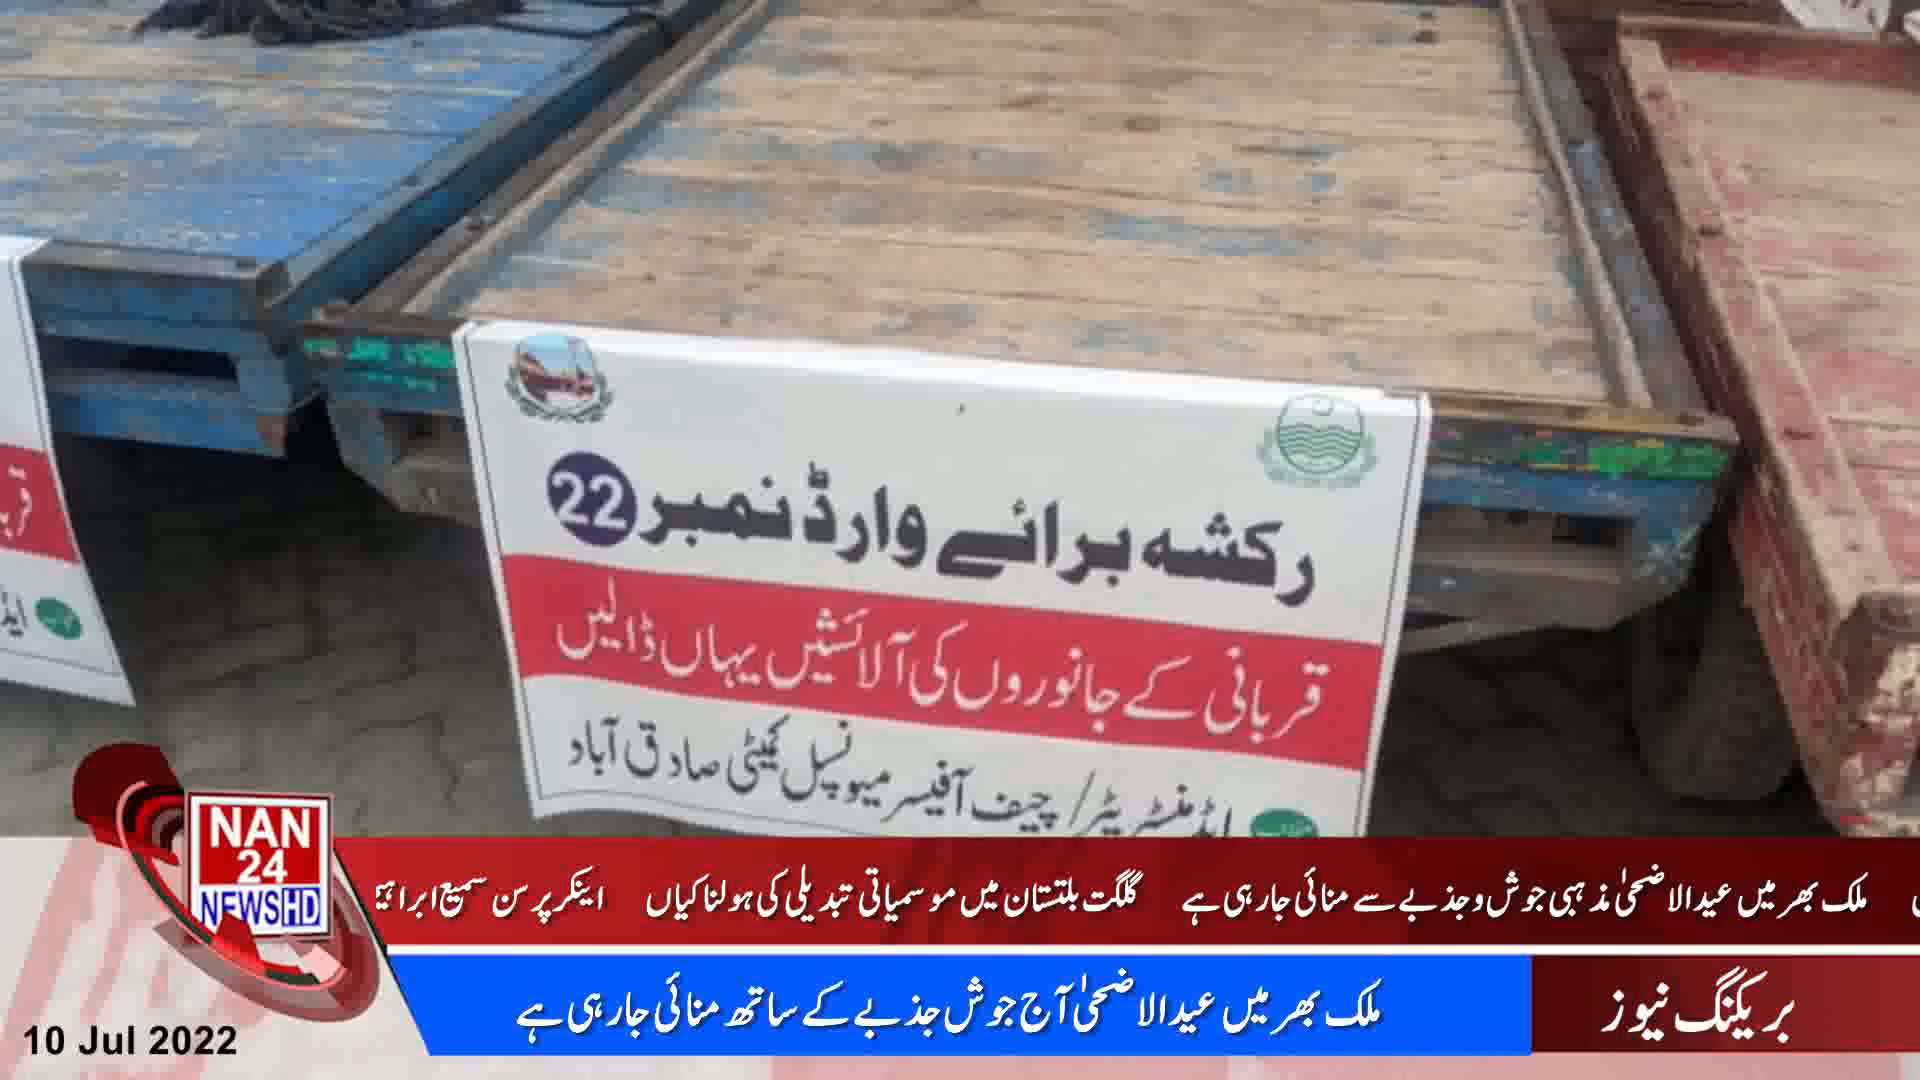 رکشہ برائے وارڈ نمبر 22
قربانی کے جانوروں کی آلائشیں یہاں ڈالیں
ایڈمنسٹریٹر / چیف آفیسر میونسپل کمیٹی صادق آباد
NAN
24
NEWSHD
ملک بھر میں عیدالاضحیٰ مذہبی جوش و جذبے سے منائی جارہی ہے گلگت بلتستان میں موسمیاتی تبدیلی کی ہولناکیاں اینکر پرسن سمیع
بریکنگ نیوز
ملک بھر میں عیدالاضحیٰ آج جوش جذبے کے ساتھ منائی جارہی ہے
10 Jul 2022